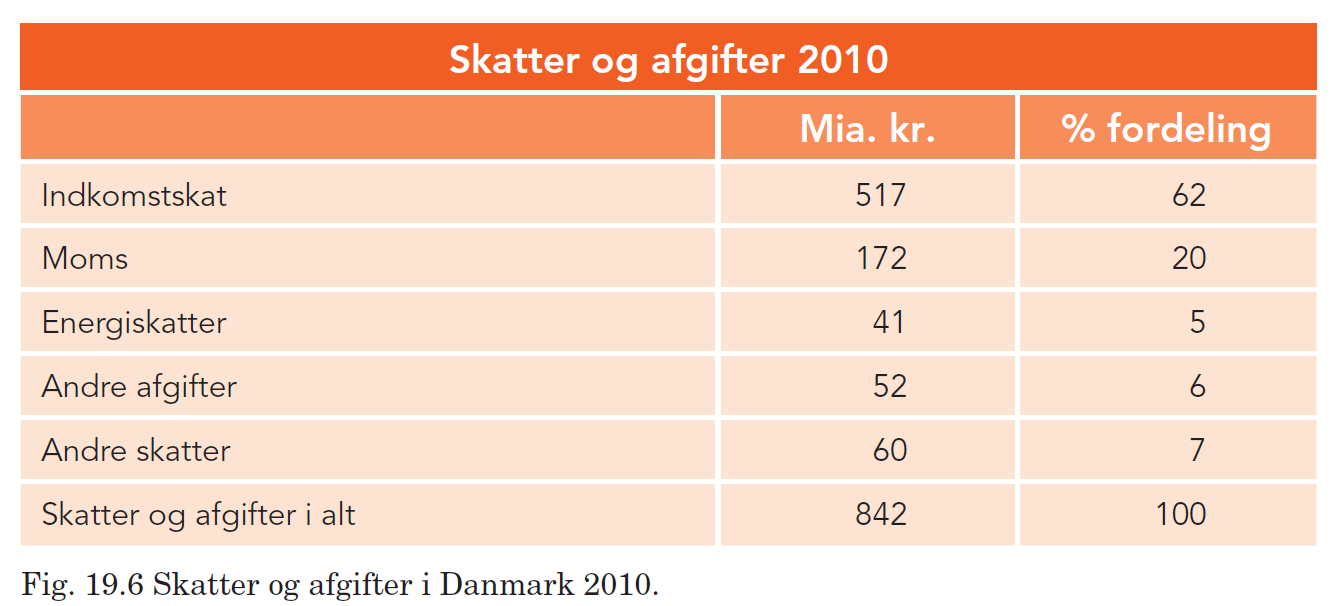 Skatter og afgifter 2010
Mia. kr. % fordeling
Indkomstskat 517 62
Moms 172 20
Energiskatter 41 5
Andre afgifter 52 6
Andre skatter 60 7
Skatter og afgifter i alt 842 100
Fig. 19.6 Skatter og afgifter i Danmark 2010.